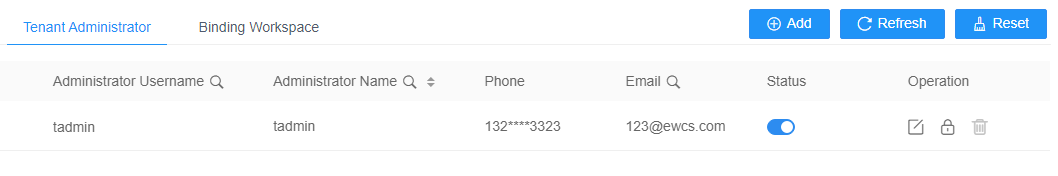 Tenant Administrator Binding Workspace Add Refresh Reset
Administrator Username Administrator Name Phone Email Status Operation
tadmin tadmin 132****3323 123@ewcs.com